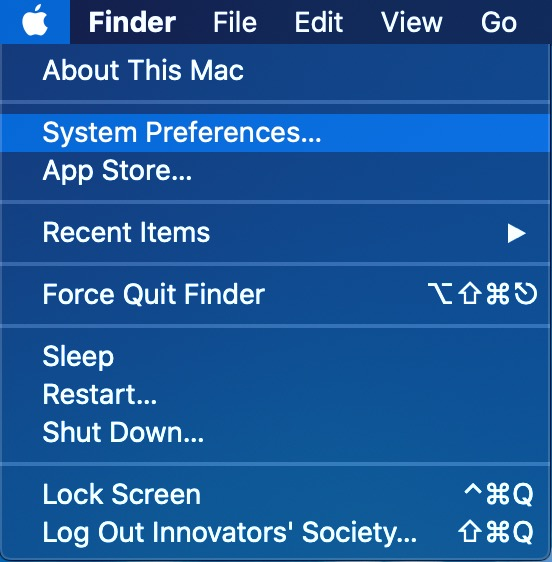 Finder File Edit View Go
About This Mac
System Preferences...
App Store...
Recent Items ▶
Force Quit Finder ⌥⇧⌘⎋
Sleep
Restart...
Shut Down...
Lock Screen ^⌘Q
Log Out Innovators' Society... ⇧⌘Q